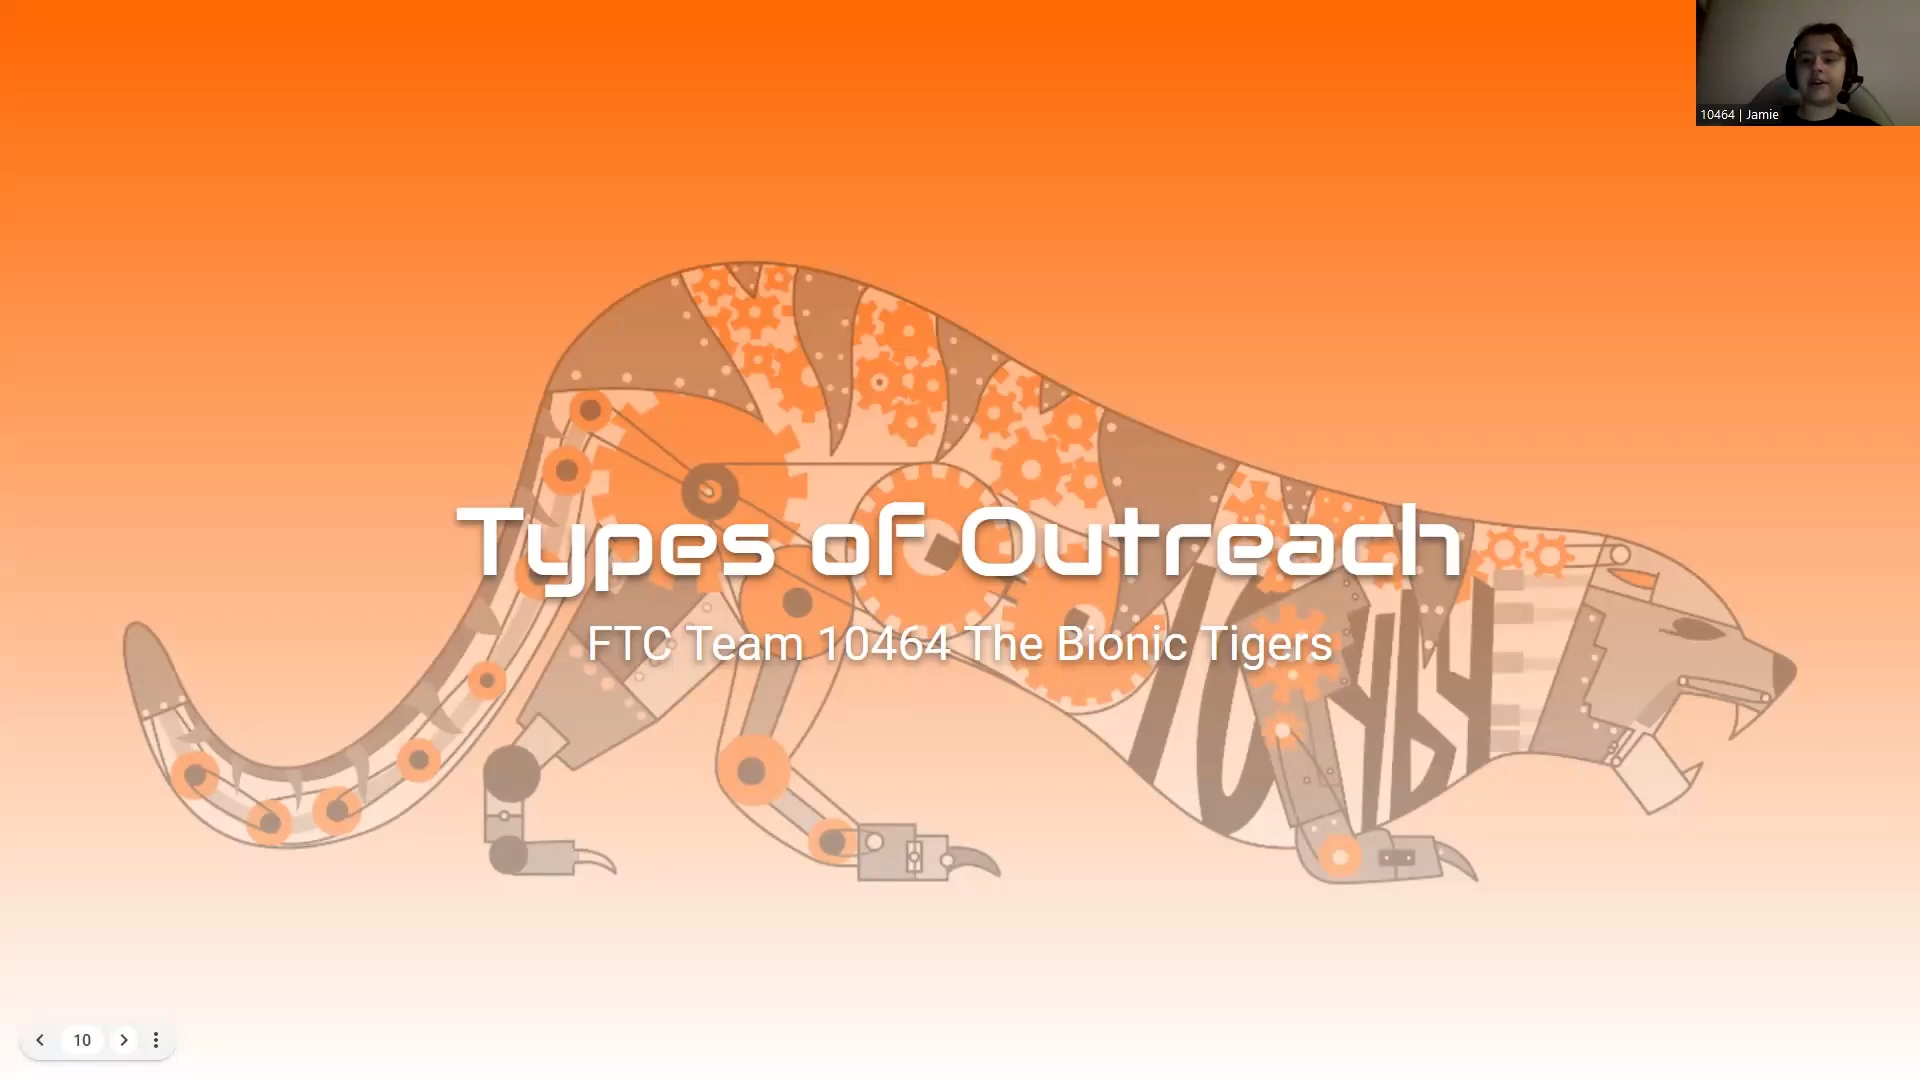 10464 | Jamie
Types of Outreach
FTC Team 10464 The Bionic Tigers
10464
10